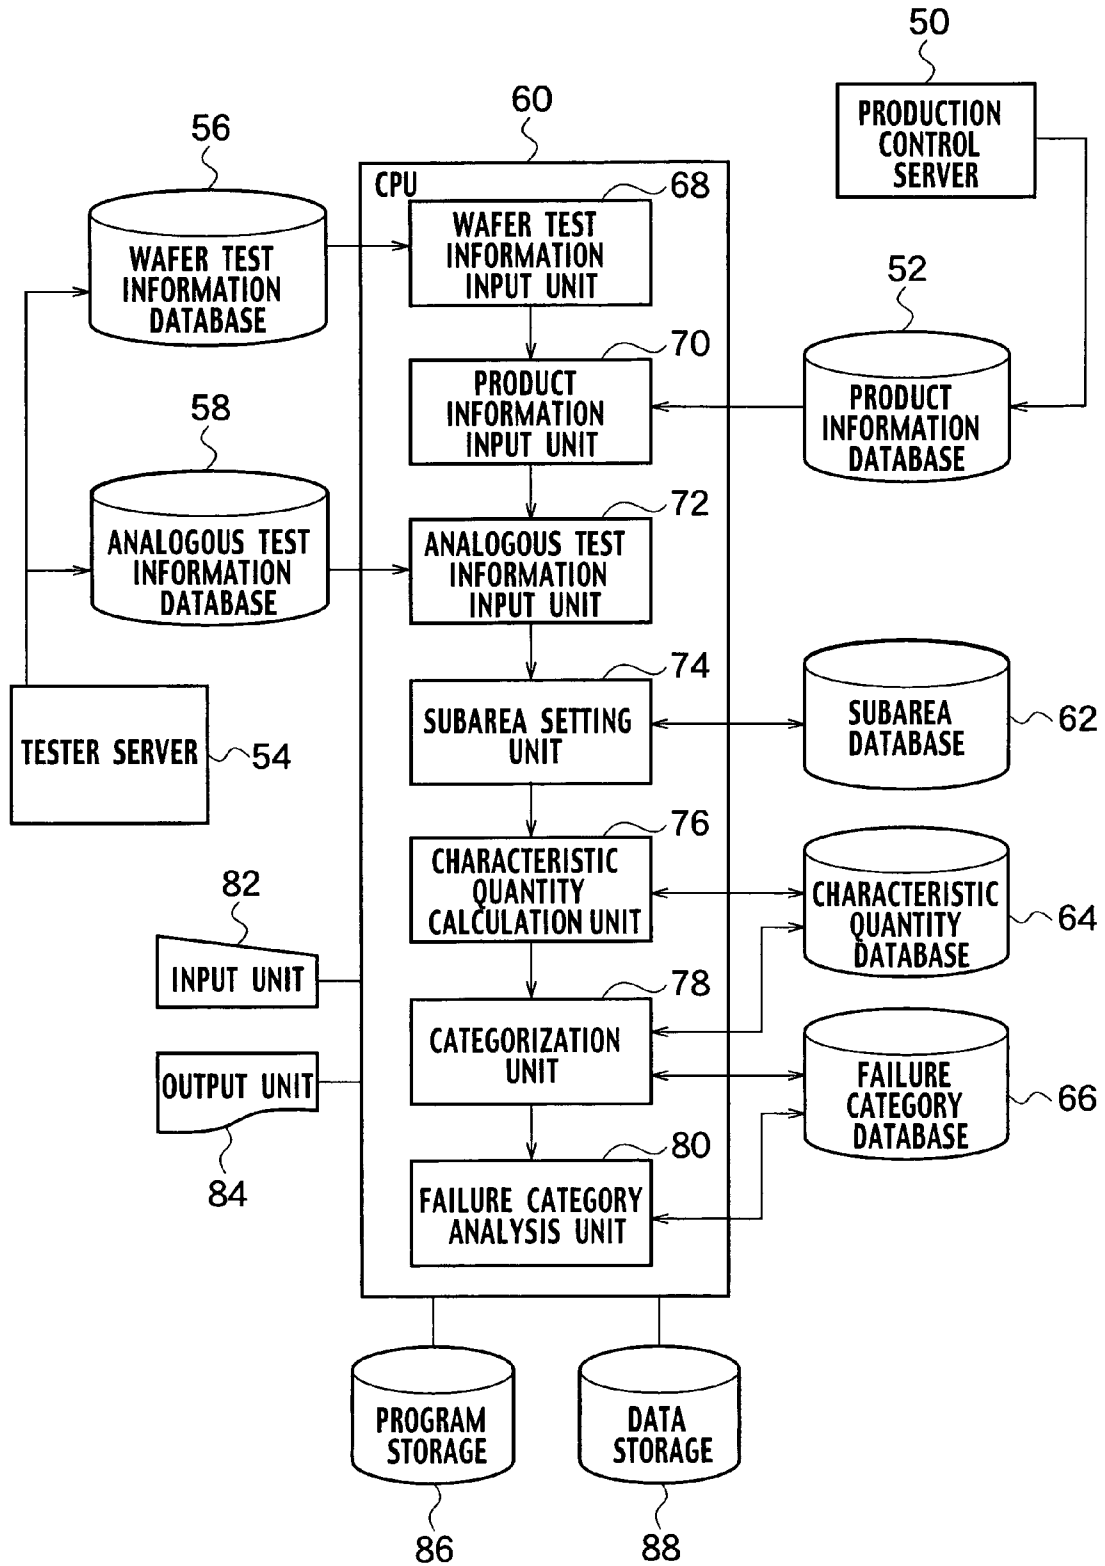 50
PRODUCTION
CONTROL
SERVER
60
56
CPU
68
WAFER TEST
INFORMATION
INPUT UNIT
WAFER TEST
INFORMATION
DATABASE
52
70
PRODUCT
INFORMATION
INPUT UNIT
PRODUCT
INFORMATION
DATABASE
58
72
ANALOGOUS TEST
INFORMATION
DATABASE
ANALOGOUS TEST
INFORMATION
INPUT UNIT
74
SUBAREA SETTING
UNIT
SUBAREA
DATABASE
62
TESTER SERVER
54
76
CHARACTERISTIC
QUANTITY
CALCULATION UNIT
CHARACTERISTIC
QUANTITY
DATABASE
64
82
INPUT UNIT
78
CATEGORIZATION
UNIT
FAILURE
CATEGORY
DATABASE
66
OUTPUT UNIT
84
80
FAILURE CATEGORY
ANALYSIS UNIT
PROGRAM
STORAGE
DATA
STORAGE
86
88